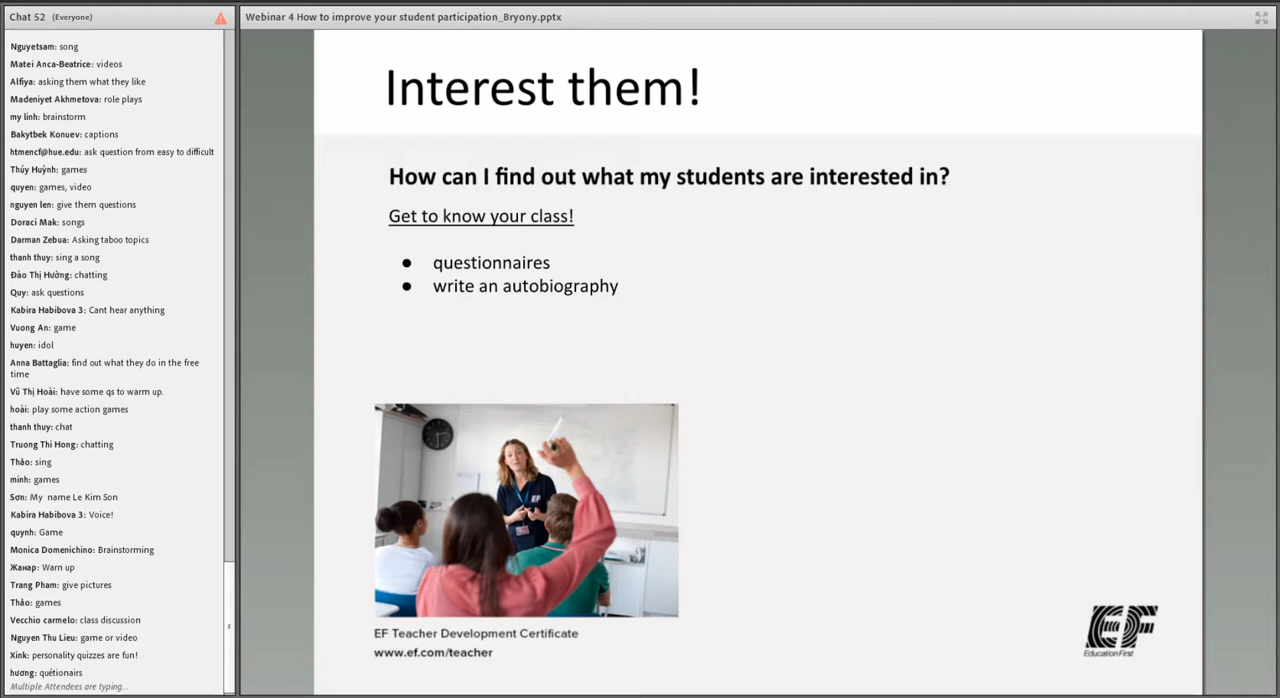 Chat 52 (Everyone)
Nguyetsam: song
Matei Anca-Beatrice: videos
Alfiya: asking them what they like
Madeniyet Akhmetova: role plays
my linh: brainstorm
Bakytbek Konuev: captions
htmencf@hue.edu: ask question from easy to difficult
Thúy Huỳnh: games
quyen: games, video
nguyen len: give them questions
Doraci Mak: songs
Darman Zebua: Asking taboo topics
thanh thuy: sing a song
Đào Thị Hường: chatting
Quy: ask questions
Kabira Habibova 3: Cant hear anything
Vuong An: game
huyen: idol
Anna Battaglia: find out what they do in the free
time
Vũ Thị Hoài: have some qs to warm up.
hoài: play some action games
thanh thuy: chat
Truong Thi Hong: chatting
Thảo: sing
minh: games
Sơn: My  name Le Kim Son
Kabira Habibova 3: Voice!
quynh: Game
Monica Domenichino: Brainstorming
Жанар: Warn up
Trang Pham: give pictures
Thảo: games
Vecchio carmelo: class discussion
Nguyen Thu Lieu: game or video
Xink: personality quizzes are fun!
hương: quétionairs
Multiple Attendees are typing...
Webinar 4 How to improve your student participation_Bryony.pptx
Interest them!
How can I find out what my students are interested in?
Get to know your class!
● questionnaires
● write an autobiography
EF
EF Teacher Development Certificate
www.ef.com/teacher
EF
Education First